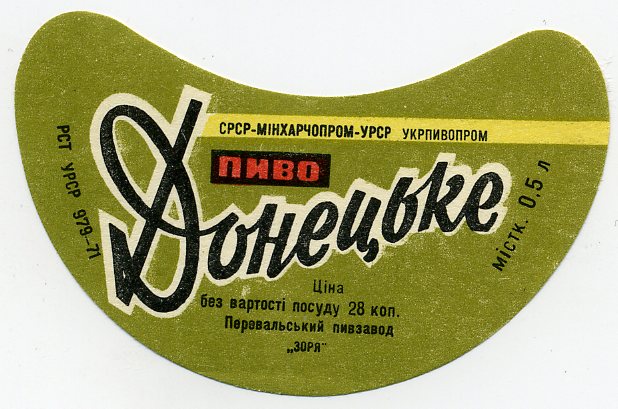 СРСР-МІНХАРЧОПРОМ-УРСР УКРПИВОПРОМ
ПИВО
Донецьке
РСТ УРСР 979-71
МІСТК. 0,5 Л
Ціна
без вартості посуду 28 коп.
Перевальський пивзавод
„ЗОРЯ"